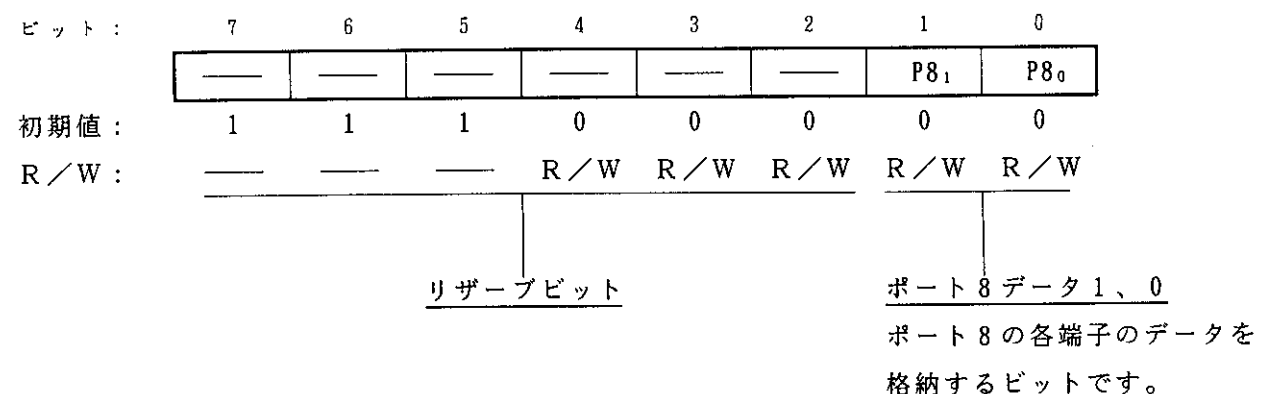 ビット： 7 6 5 4 3 2 1 0
— — — — — — P8₁ P8₀
初期値： 1 1 1 0 0 0 0 0
R／W： — — — R／W R／W R／W R／W R／W
リザーブビット
ポート8データ1、0
ポート8の各端子のデータを
格納するビットです。